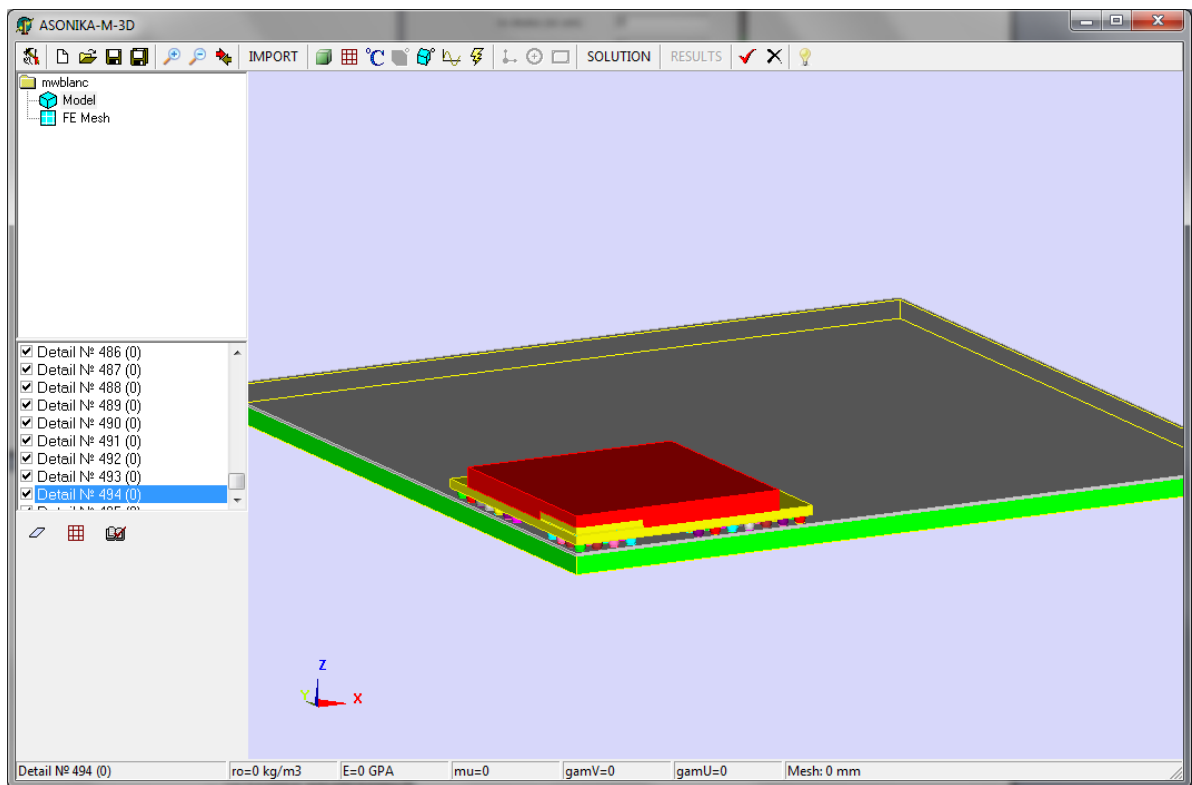 ASONIKA-M-3D
IMPORT °C SOLUTION RESULTS
mwblanc
Model
FE Mesh
Detail № 486 (0)
Detail № 487 (0)
Detail № 488 (0)
Detail № 489 (0)
Detail № 490 (0)
Detail № 491 (0)
Detail № 492 (0)
Detail № 493 (0)
Detail № 494 (0)
Z
Y X
Detail № 494 (0) ro=0 kg/m3 E=0 GPA mu=0 gamV=0 gamU=0 Mesh: 0 mm